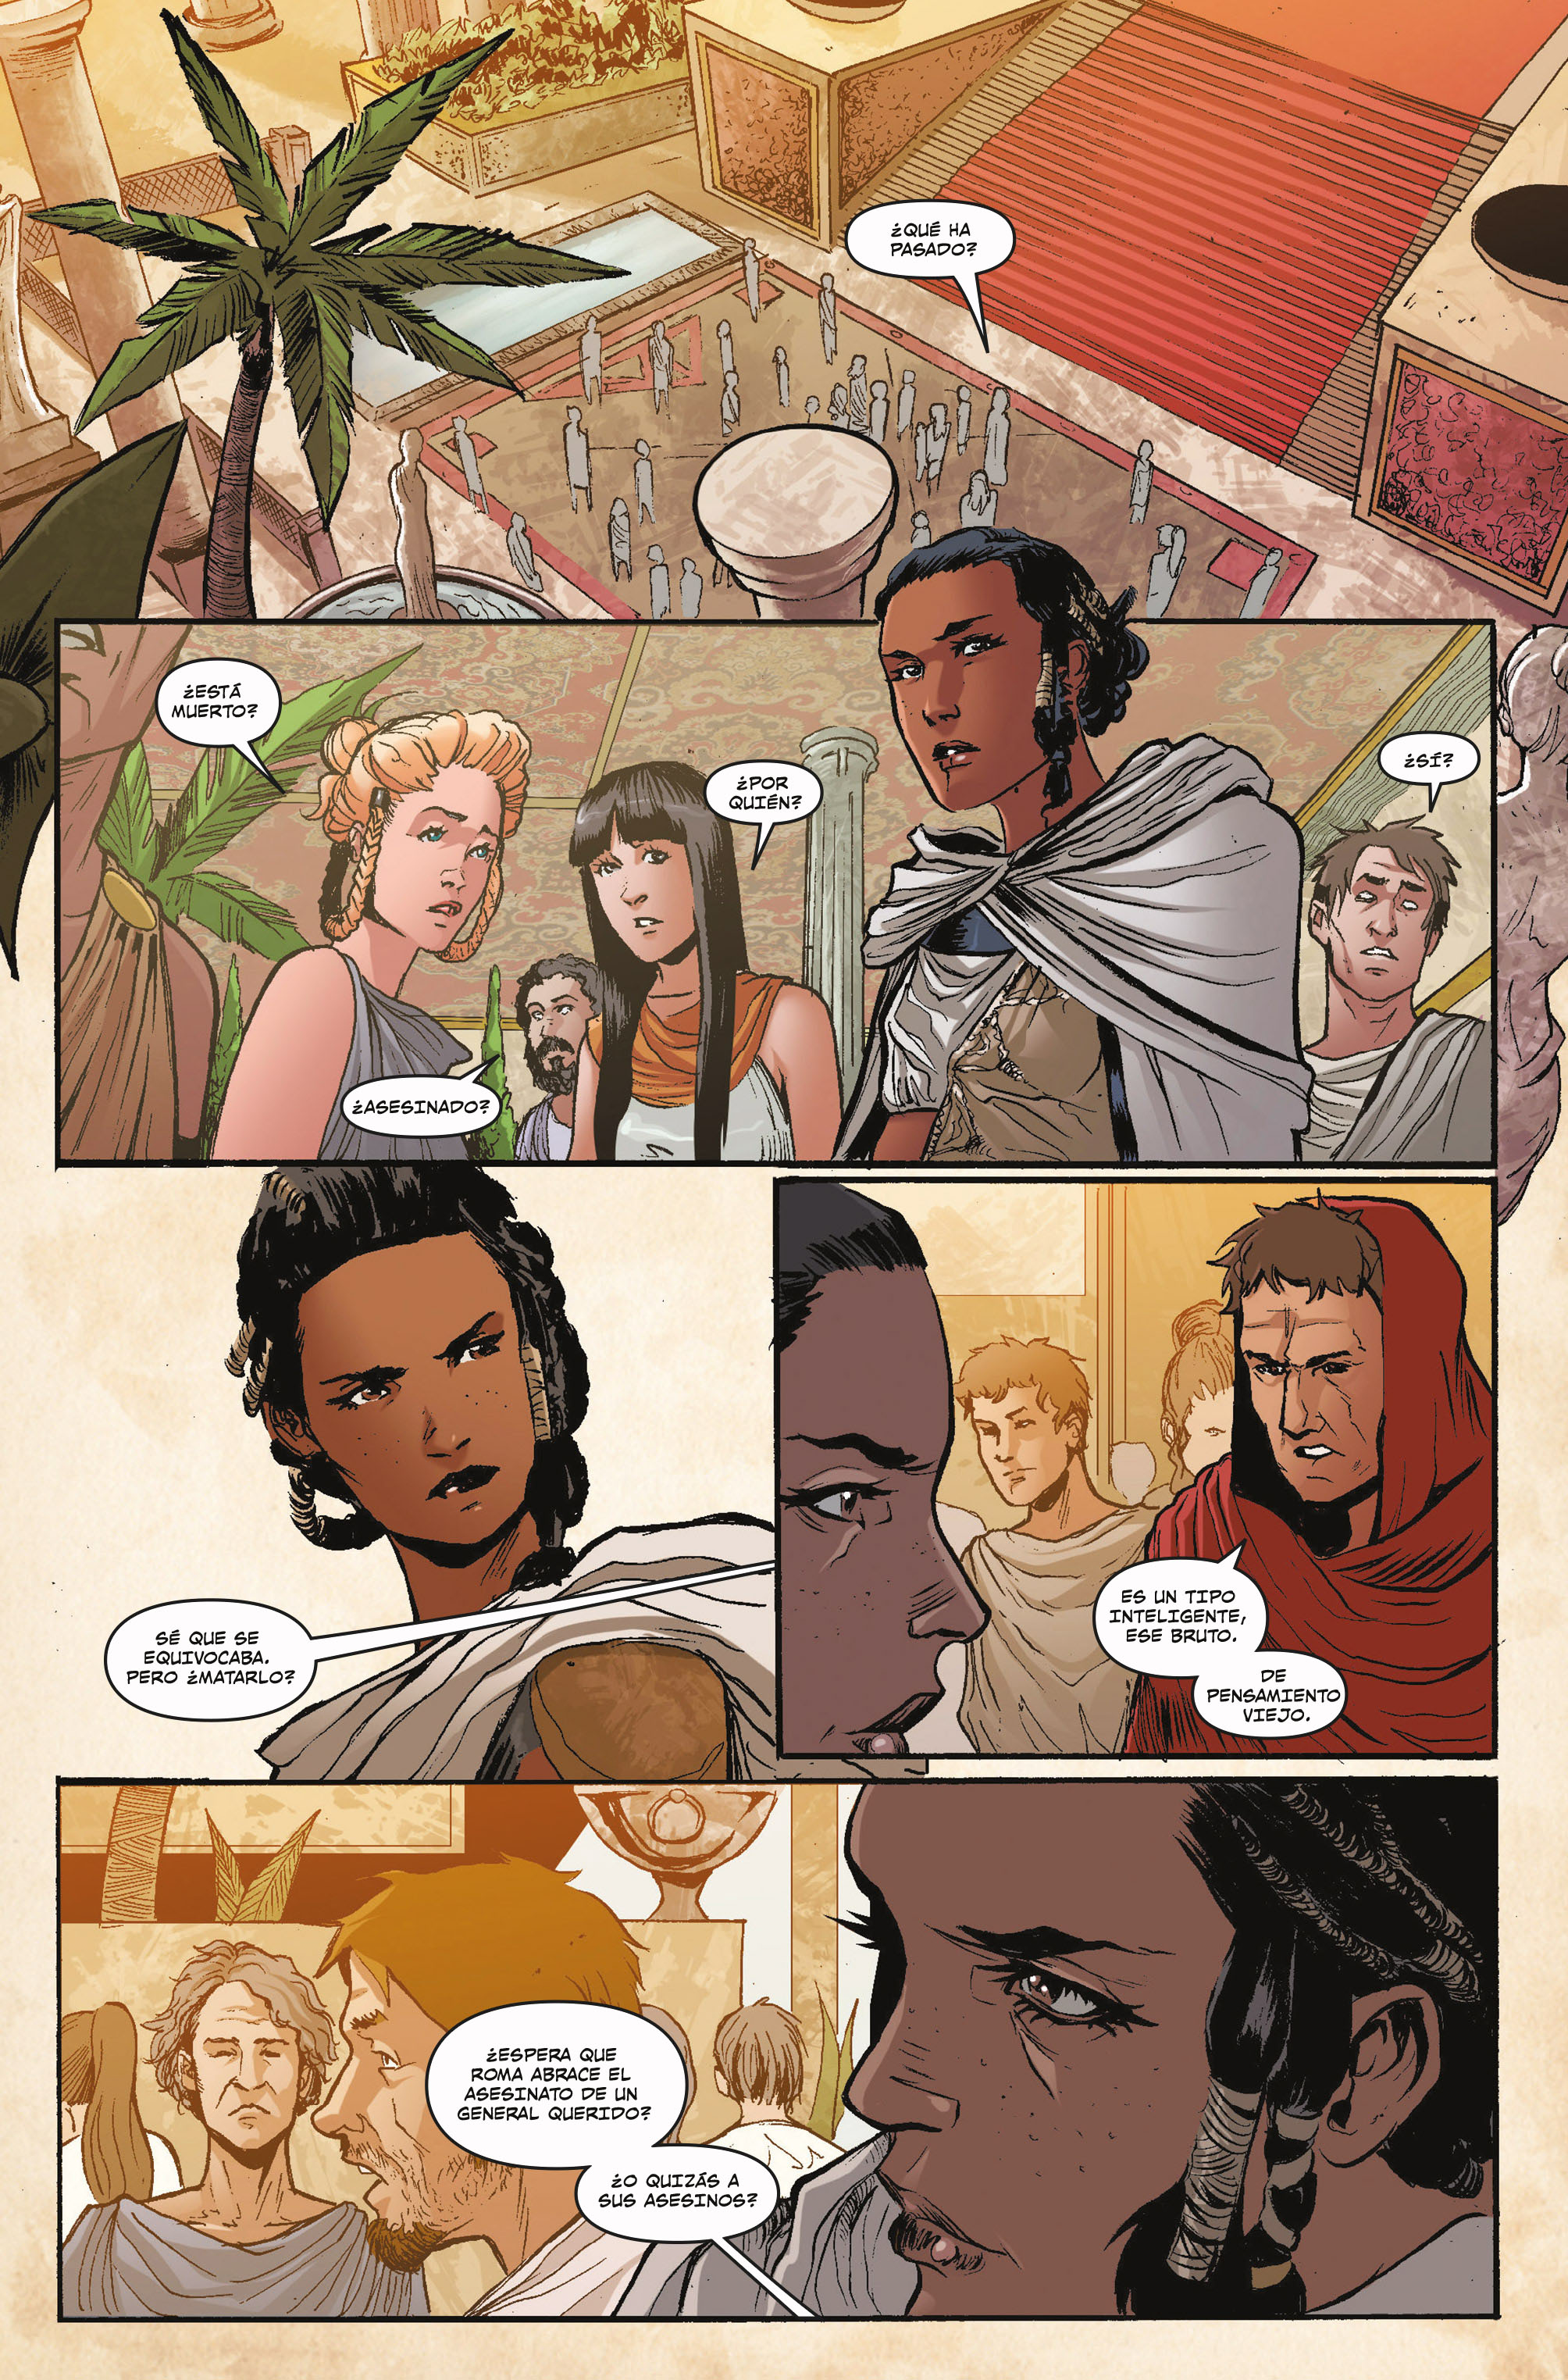 ¿QUÉ HA
PASADO?
¿ESTÁ
MUERTO?
¿ASESINADO?
¿POR
QUIÉN?
¿SÍ?
SÉ QUE SE
EQUIVOCABA.
PERO ¿MATARLO?
ES UN TIPO
INTELIGENTE,
ESE BRUTO.
DE
PENSAMIENTO
VIEJO.
¿ESPERA QUE
ROMA ABRACE EL
ASESINATO DE UN
GENERAL QUERIDO?
¿O QUIZÁS A
SUS ASESINOS?